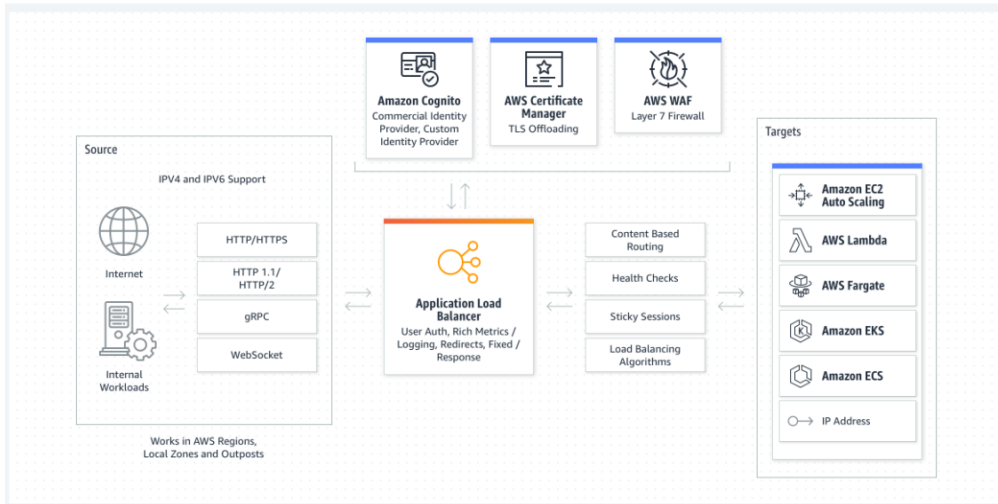 Amazon Cognito
Commercial Identity
Provider, Custom
Identity Provider
AWS Certificate
Manager
TLS Offloading
AWS WAF
Layer 7 Firewall
Source
IPV4 and IPV6 Support
Internet
Internal
Workloads
HTTP/HTTPS
HTTP 1.1/
HTTP/2
gRPC
WebSocket
Works in AWS Regions,
Local Zones and Outposts
Application Load
Balancer
User Auth, Rich Metrics /
Logging, Redirects, Fixed /
Response
Content Based
Routing
Health Checks
Sticky Sessions
Load Balancing
Algorithms
Targets
Amazon EC2
Auto Scaling
AWS Lambda
AWS Fargate
Amazon EKS
Amazon ECS
IP Address